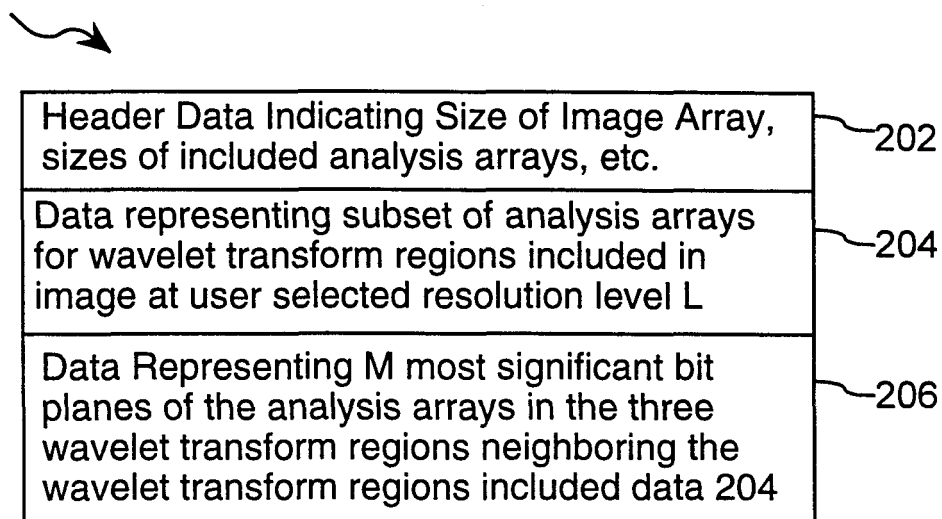 Header Data Indicating Size of Image Array,
sizes of included analysis arrays, etc.
202
Data representing subset of analysis arrays
for wavelet transform regions included in
image at user selected resolution level L
204
Data Representing M most significant bit
planes of the analysis arrays in the three
wavelet transform regions neighboring the
wavelet transform regions included data 204
206